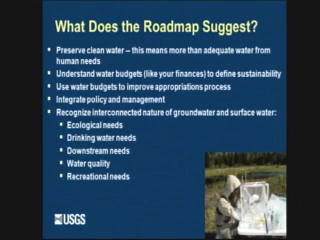 What Does the Roadmap Suggest?
Preserve clean water – this means more than adequate water from
human needs
Understand water budgets (like your finances) to define sustainability
Use water budgets to improve appropriations process
Integrate policy and management
Recognize interconnected nature of groundwater and surface water:
Ecological needs
Drinking water needs
Downstream needs
Water quality
Recreational needs
USGS